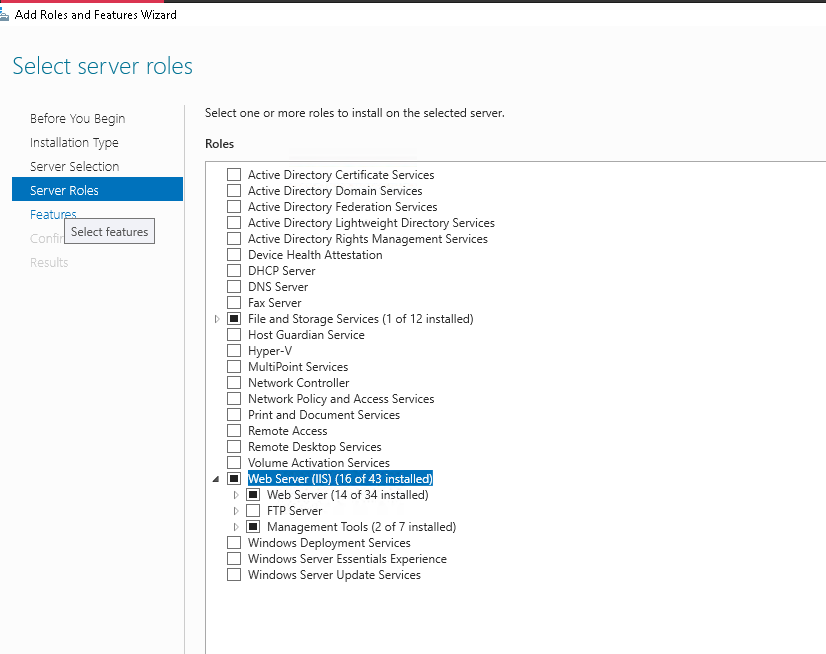 Add Roles and Features Wizard
Select server roles
Before You Begin
Installation Type
Server Selection
Server Roles
Features
Select features
Confir
Results
Select one or more roles to install on the selected server.
Roles
Active Directory Certificate Services
Active Directory Domain Services
Active Directory Federation Services
Active Directory Lightweight Directory Services
Active Directory Rights Management Services
Device Health Attestation
DHCP Server
DNS Server
Fax Server
File and Storage Services (1 of 12 installed)
Host Guardian Service
Hyper-V
MultiPoint Services
Network Controller
Network Policy and Access Services
Print and Document Services
Remote Access
Remote Desktop Services
Volume Activation Services
Web Server (IIS) (16 of 43 installed)
Web Server (14 of 34 installed)
FTP Server
Management Tools (2 of 7 installed)
Windows Deployment Services
Windows Server Essentials Experience
Windows Server Update Services